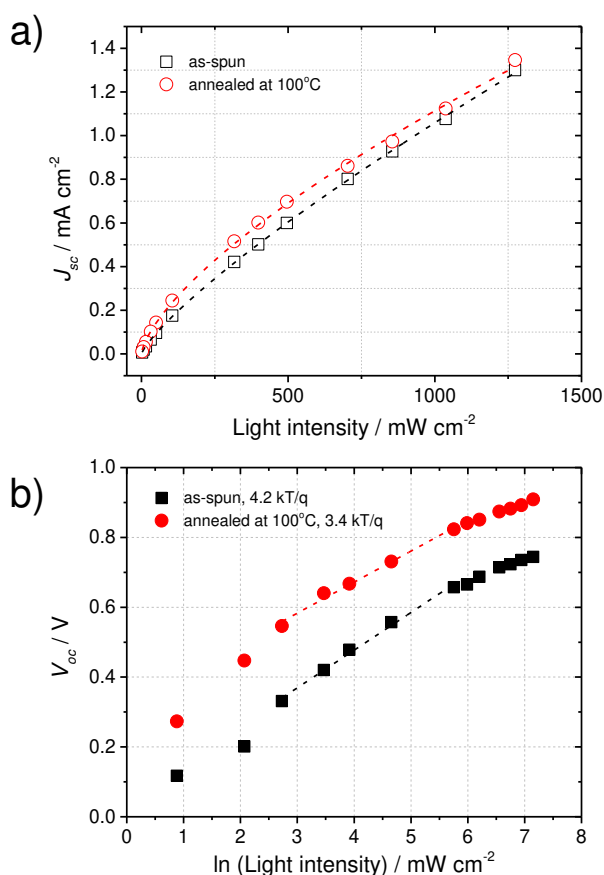 a)
as-spun
annealed at 100°C
1.4
1.2
1.0
0.8
0.6
0.4
0.2
0.0
J_sc / mA cm⁻²
0 500 1000 1500
Light intensity / mW cm⁻²
b)
as-spun, 4.2 kT/q
annealed at 100°C, 3.4 kT/q
1.0
0.8
0.6
0.4
0.2
0.0
V_oc / V
0 1 2 3 4 5 6 7 8
ln (Light intensity) / mW cm⁻²